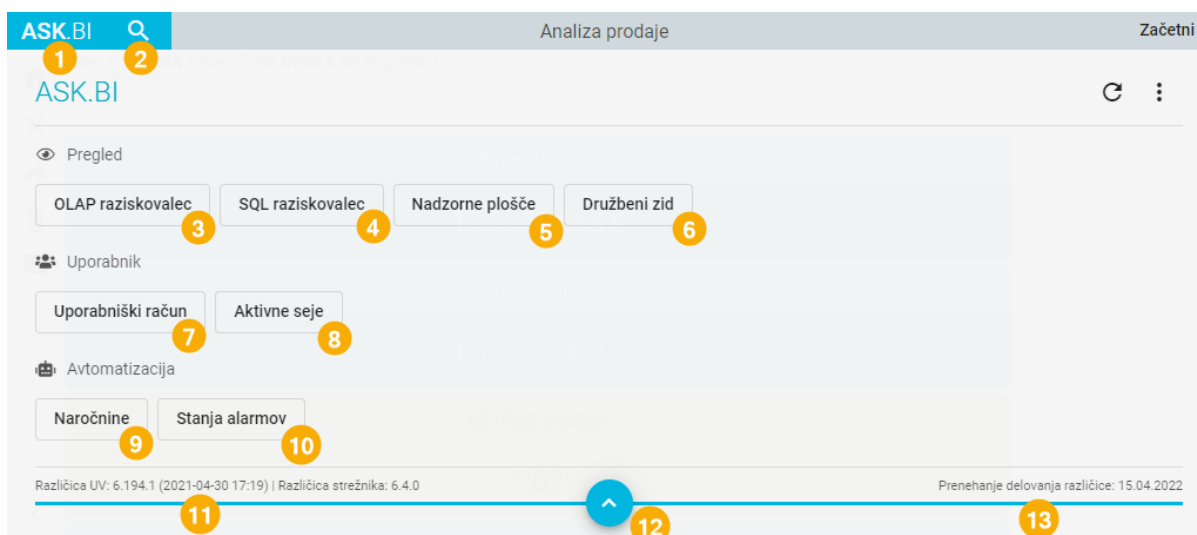 ASK.BI
Analiza prodaje
Začetni
1
2
ASK.BI
Pregled
OLAP raziskovalec
SQL raziskovalec
Nadzorne plošče
Družbeni zid
3
4
5
6
Uporabnik
Uporabniški račun
Aktivne seje
7
8
Avtomatizacija
Naročnine
Stanja alarmov
9
10
Različica UV: 6.194.1 (2021-04-30 17:19) | Različica strežnika: 6.4.0
Prenehanje delovanja različice: 15.04.2022
11
12
13